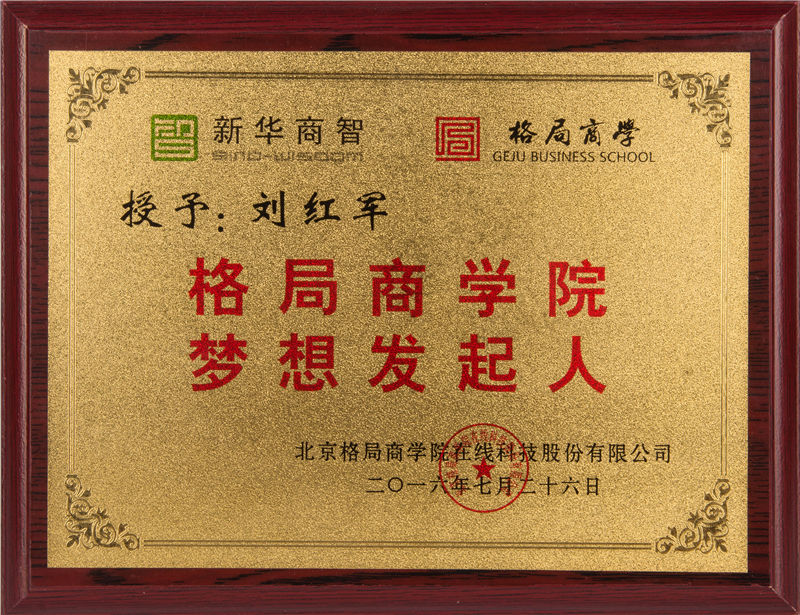 新华商智 格局商学
SINO-WISDOM GEJU BUSINESS SCHOOL
授予：刘红军
格局商学院
梦想发起人
北京格局商学院在线科技股份有限公司
二〇一六年七月二十六日